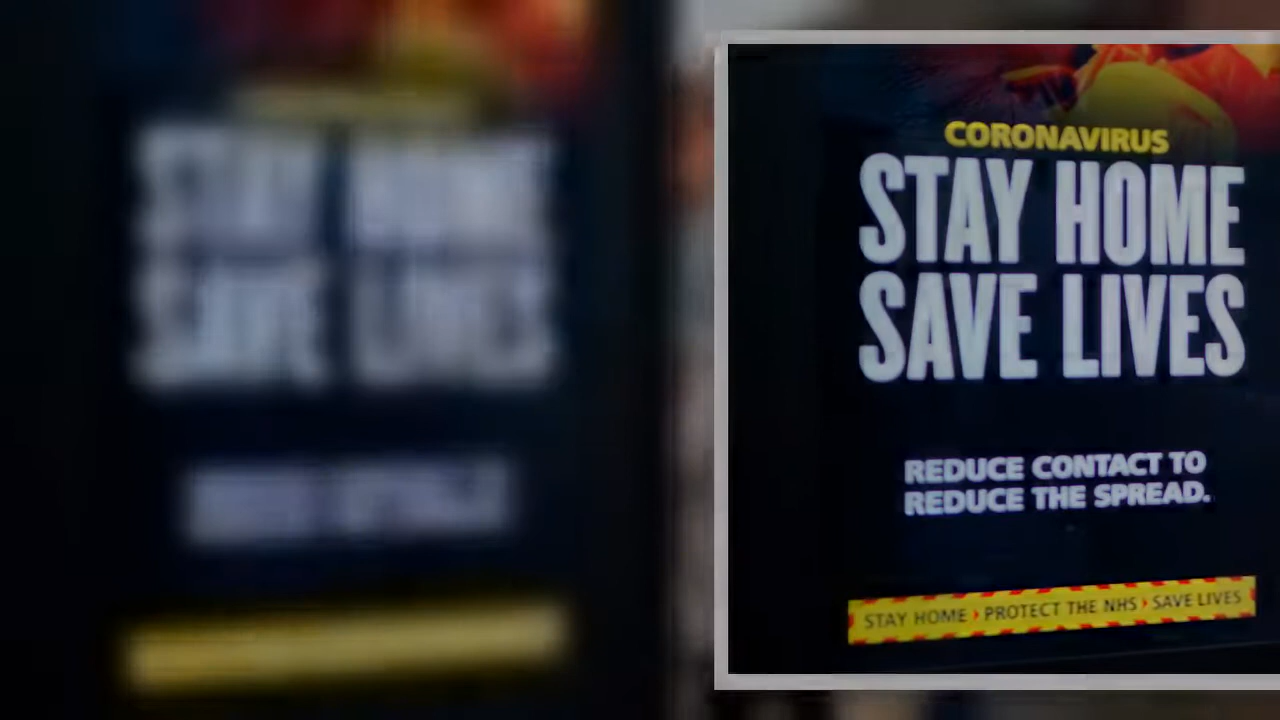 CORONAVIRUS
STAY HOME
SAVE LIVES
REDUCE CONTACT TO
REDUCE THE SPREAD.
STAY HOME › PROTECT THE NHS › SAVE LIVES